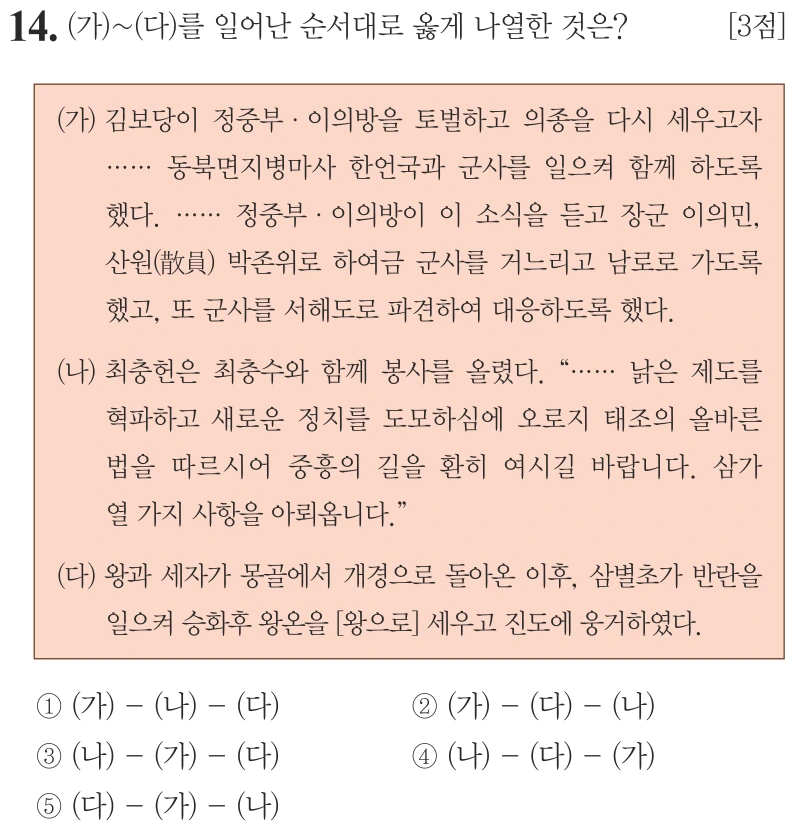 14. (가)~(다)를 일어난 순서대로 옳게 나열한 것은? [3점]
(가) 김보당이 정중부·이의방을 토벌하고 의종을 다시 세우고자
…… 동북면지병마사 한언국과 군사를 일으켜 함께 하도록
했다. …… 정중부·이의방이 이 소식을 듣고 장군 이의민,
산원(散員) 박존위로 하여금 군사를 거느리고 남로로 가도록
했고, 또 군사를 서해도로 파견하여 대응하도록 했다.
(나) 최충헌은 최충수와 함께 봉사를 올렸다. “…… 낡은 제도를
혁파하고 새로운 정치를 도모하심에 오로지 태조의 올바른
법을 따르시어 중흥의 길을 환히 여시길 바랍니다. 삼가
열 가지 사항을 아뢰옵니다.”
(다) 왕과 세자가 몽골에서 개경으로 돌아온 이후, 삼별초가 반란을
일으켜 승화후 왕온을 [왕으로] 세우고 진도에 웅거하였다.
① (가) - (나) - (다) ② (가) - (다) - (나)
③ (나) - (가) - (다) ④ (나) - (다) - (가)
⑤ (다) - (가) - (나)